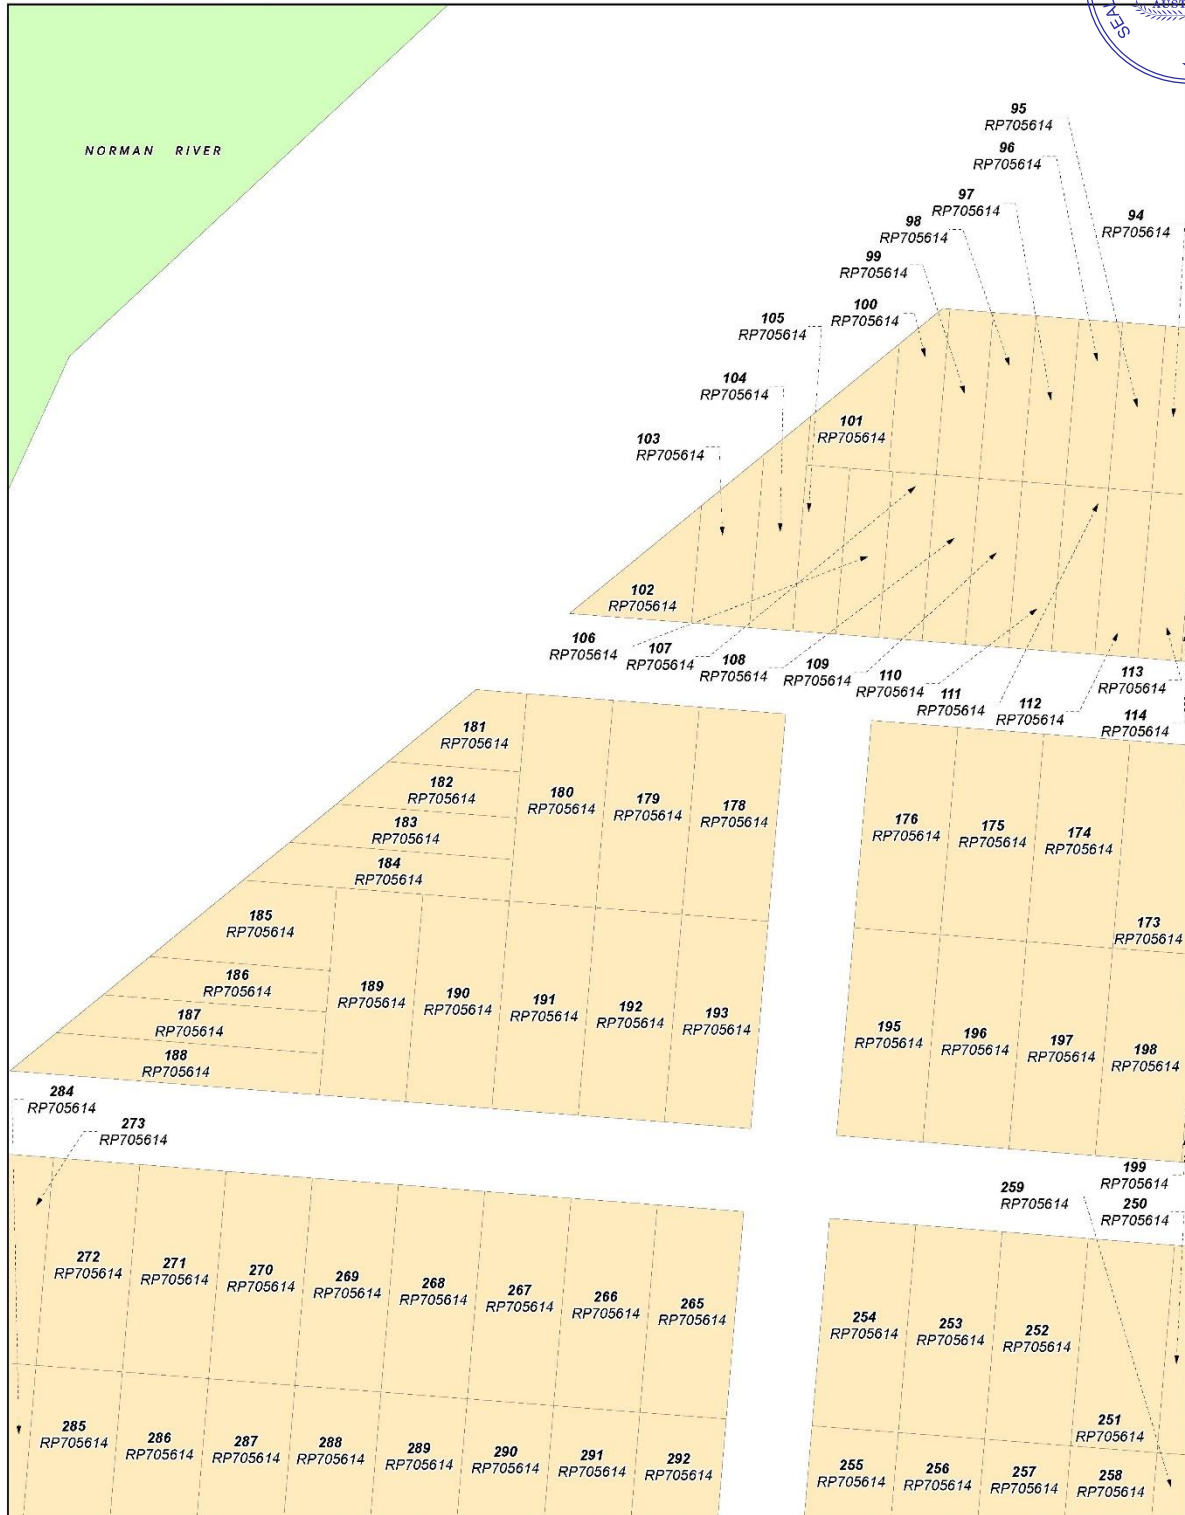 AUST
SEAL
NORMAN RIVER
95
RP705614
96
RP705614
97
RP705614
94
RP705614
98
RP705614
99
RP705614
100
RP705614
105
RP705614
104
RP705614
101
RP705614
103
RP705614
102
RP705614
106
RP705614
107
RP705614
108
RP705614
109
RP705614
110
RP705614
111
RP705614
112
RP705614
113
RP705614
114
RP705614
181
RP705614
182
RP705614
183
RP705614
184
RP705614
180
RP705614
179
RP705614
178
RP705614
176
RP705614
175
RP705614
174
RP705614
173
RP705614
185
RP705614
186
RP705614
187
RP705614
188
RP705614
189
RP705614
190
RP705614
191
RP705614
192
RP705614
193
RP705614
195
RP705614
196
RP705614
197
RP705614
198
RP705614
284
RP705614
273
RP705614
199
RP705614
259
RP705614
250
RP705614
272
RP705614
271
RP705614
270
RP705614
269
RP705614
268
RP705614
267
RP705614
266
RP705614
265
RP705614
254
RP705614
253
RP705614
252
RP705614
251
RP705614
285
RP705614
286
RP705614
287
RP705614
288
RP705614
289
RP705614
290
RP705614
291
RP705614
292
RP705614
255
RP705614
256
RP705614
257
RP705614
258
RP705614